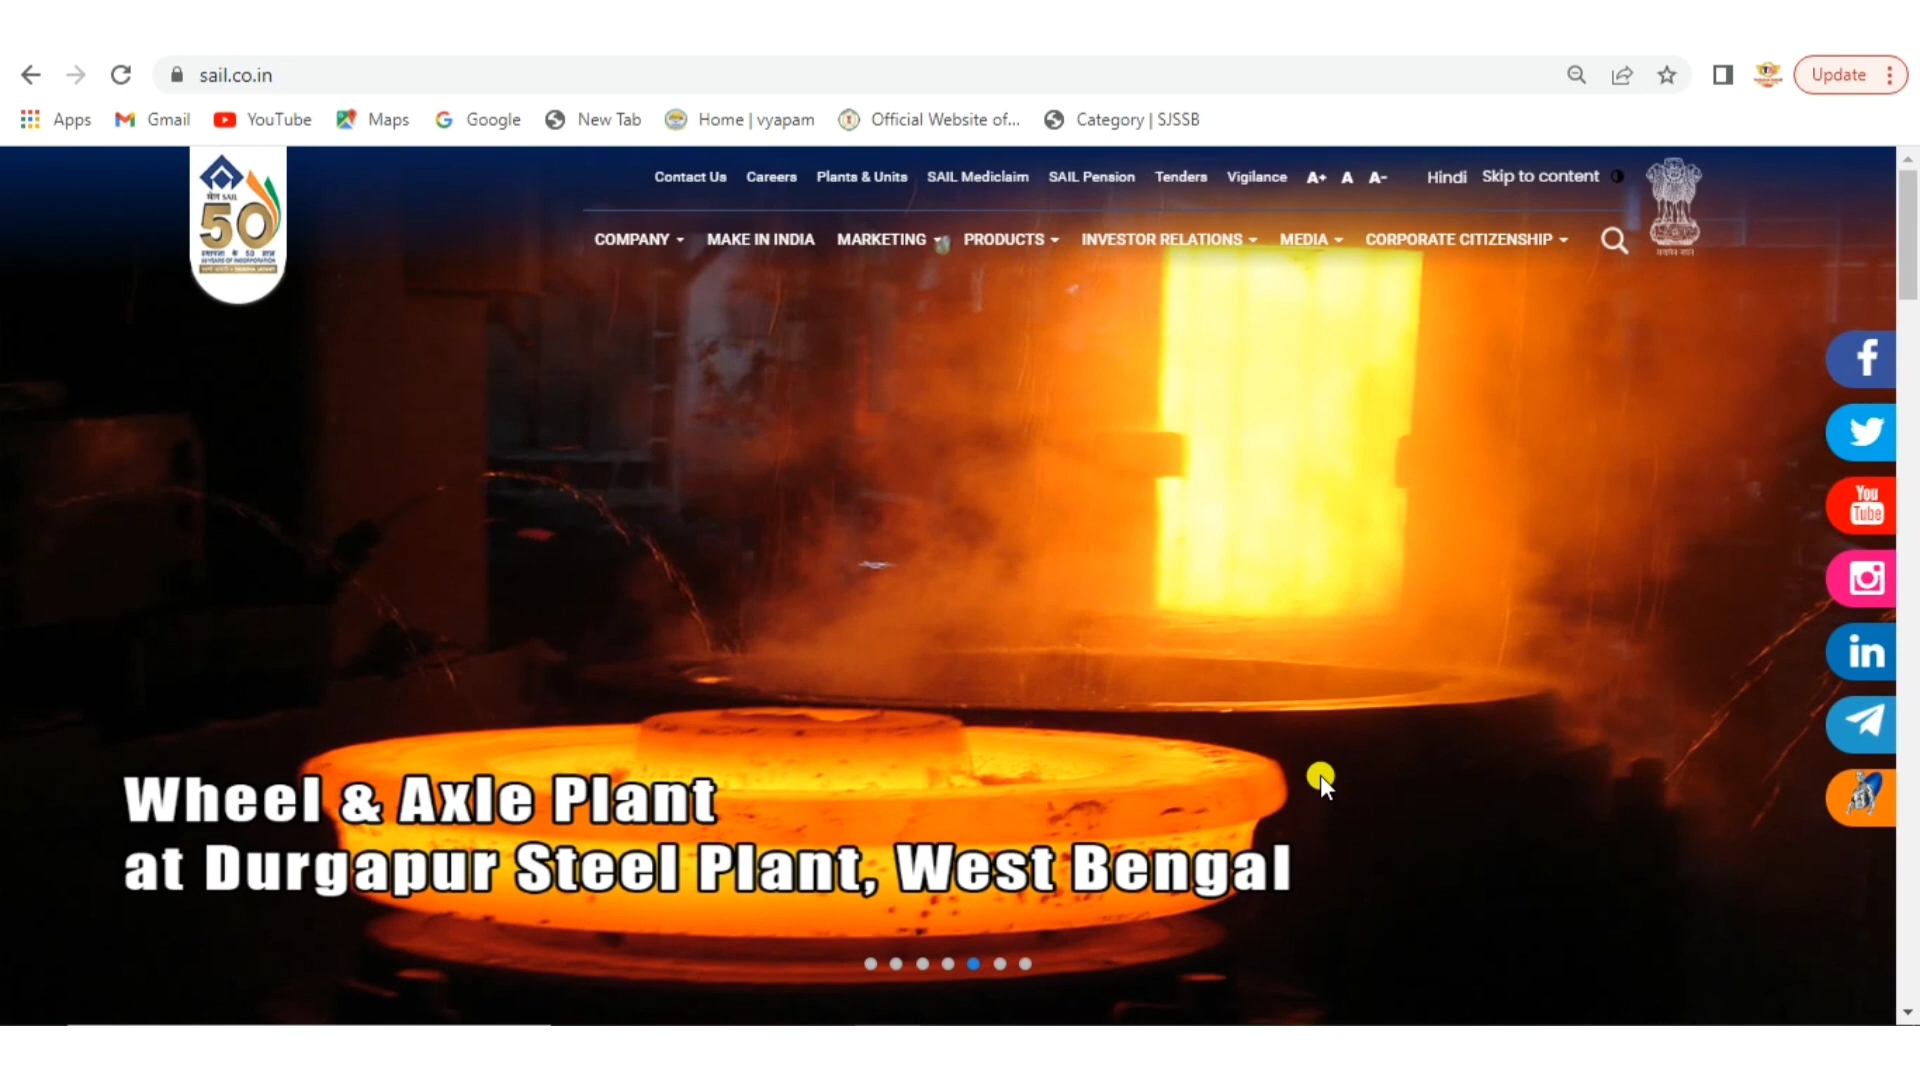 sail.co.in
Update
Apps Gmail YouTube Maps Google New Tab Home | vyapam Official Website of... Category | SJSSB
Contact Us Careers Plants & Units SAIL Mediclaim SAIL Pension Tenders Vigilance A+ A A- Hindi Skip to content
सेल SAIL
50
COMPANY MAKE IN INDIA MARKETING PRODUCTS INVESTOR RELATIONS MEDIA CORPORATE CITIZENSHIP
You
Tube
in
Wheel & Axle Plant
at Durgapur Steel Plant, West Bengal